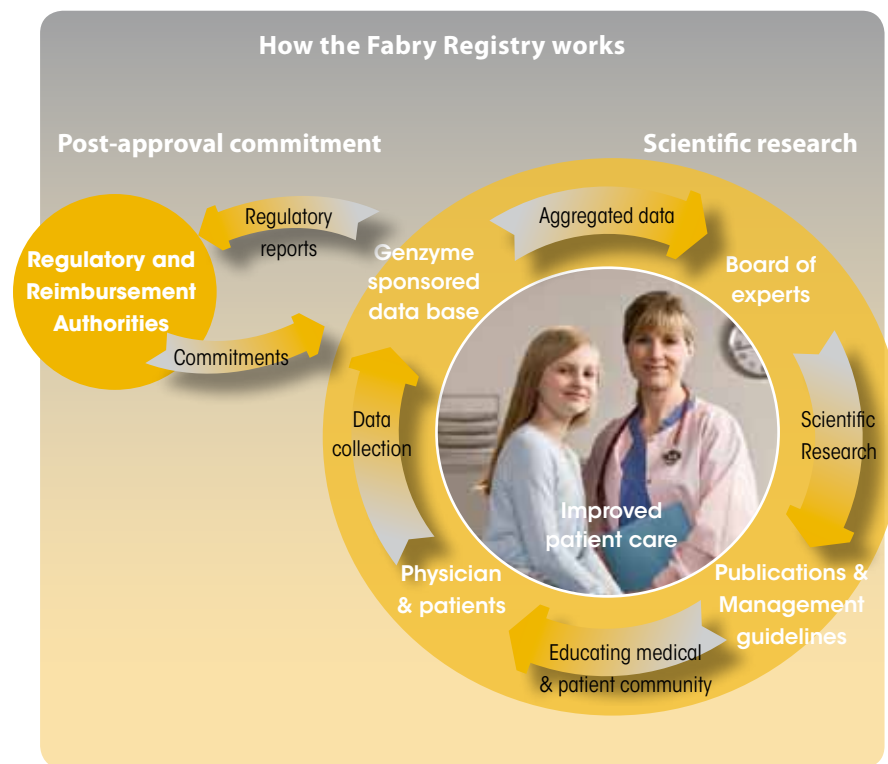 How the Fabry Registry works
Post-approval commitment
Scientific research
Regulatory
reports
Aggregated data
Regulatory and
Reimbursement
Authorities
Genzyme
sponsored
data base
Board of
experts
Commitments
Data
collection
Scientific
Research
Improved
patient care
Physician
& patients
Publications &
Management
guidelines
Educating medical
& patient community